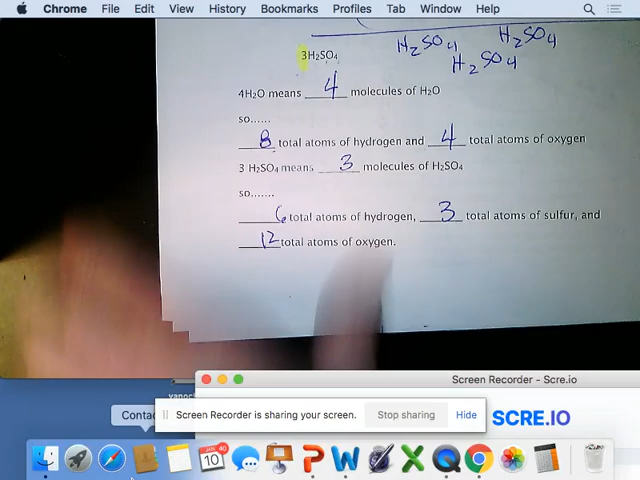 Chrome File Edit View History Bookmarks Profiles Tab Window Help
H₂SO₄ H₂SO₄
3H₂SO₄
H₂SO₄
4H₂O means 4 molecules of H₂O
so......
8 total atoms of hydrogen and 4 total atoms of oxygen
3 H₂SO₄ means 3 molecules of H₂SO₄
so.......
6 total atoms of hydrogen, 3 total atoms of sulfur, and
12 total atoms of oxygen.
Screen Recorder - Scre.io
Screen Recorder is sharing your screen. Stop sharing Hide
SCRE.IO
JAN
10